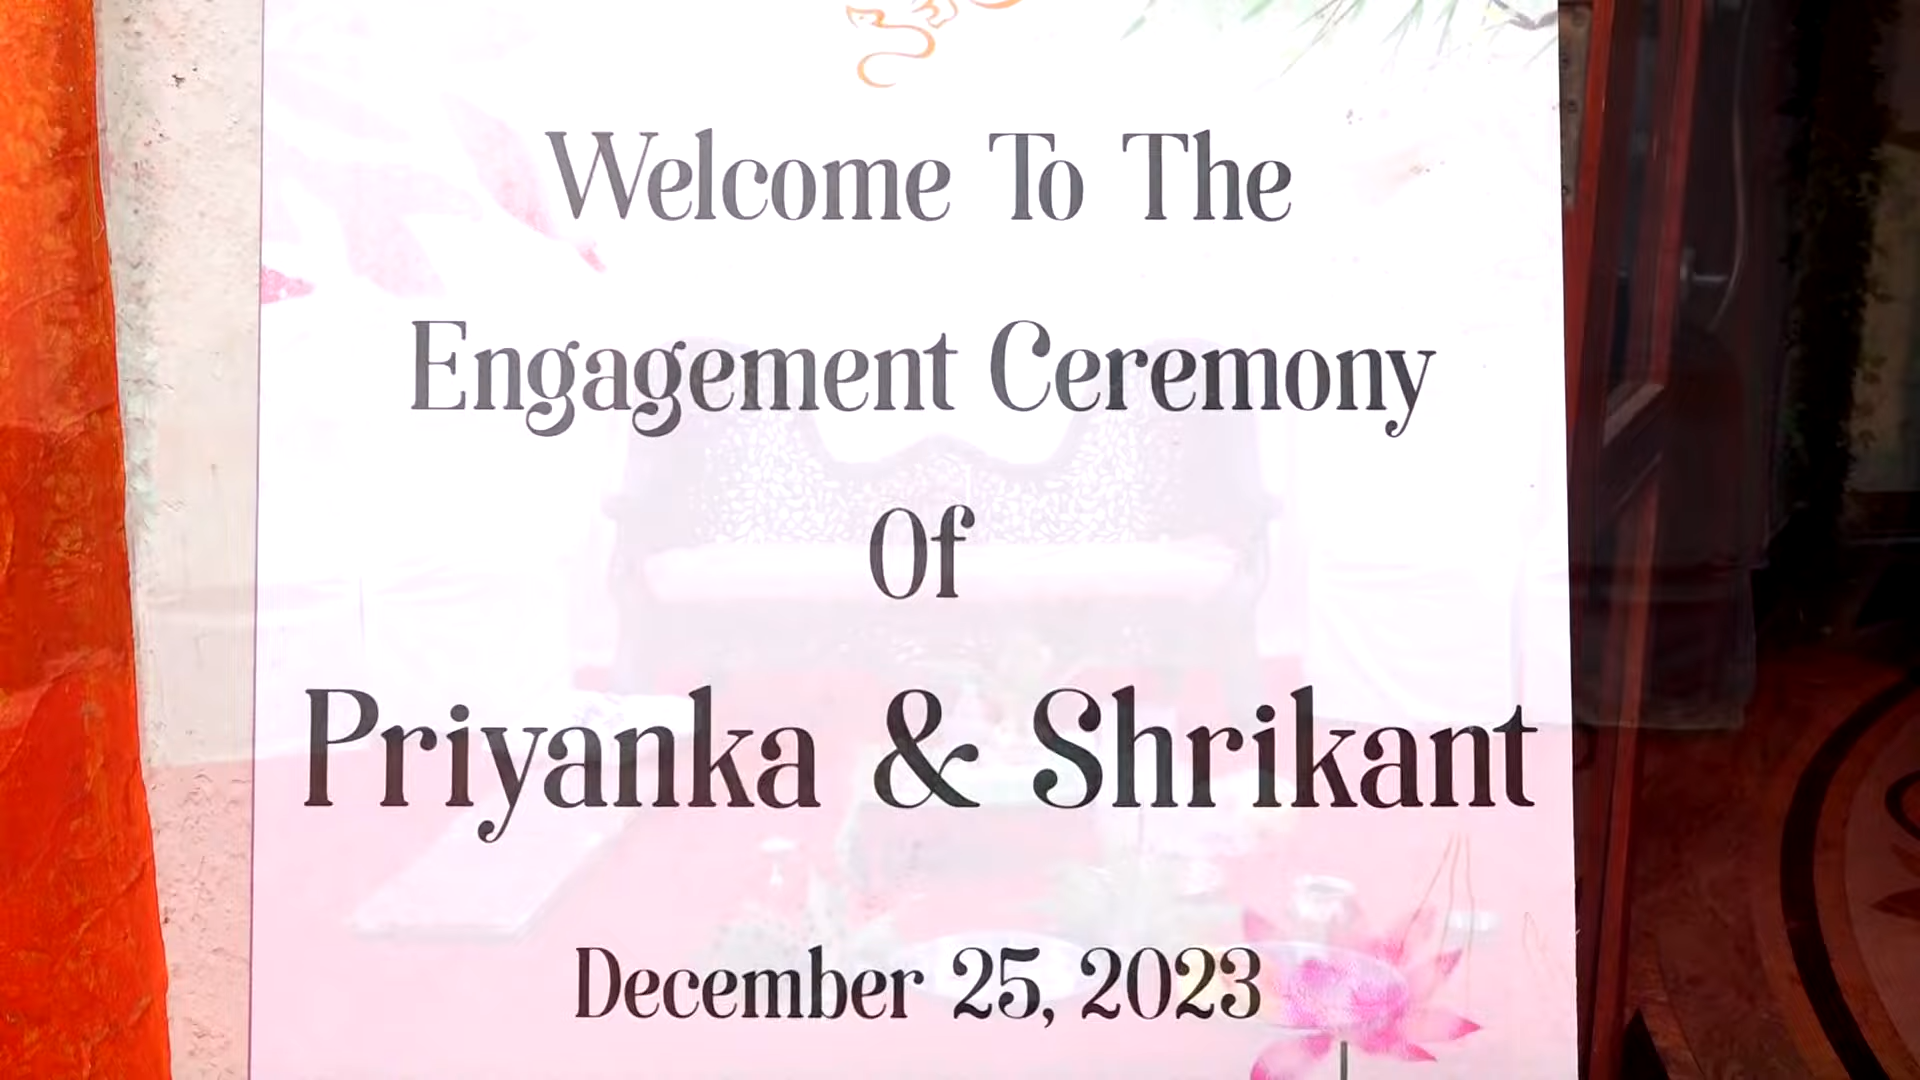 Welcome To The
Engagement Ceremony
Of
Priyanka & Shrikant
December 25, 2023